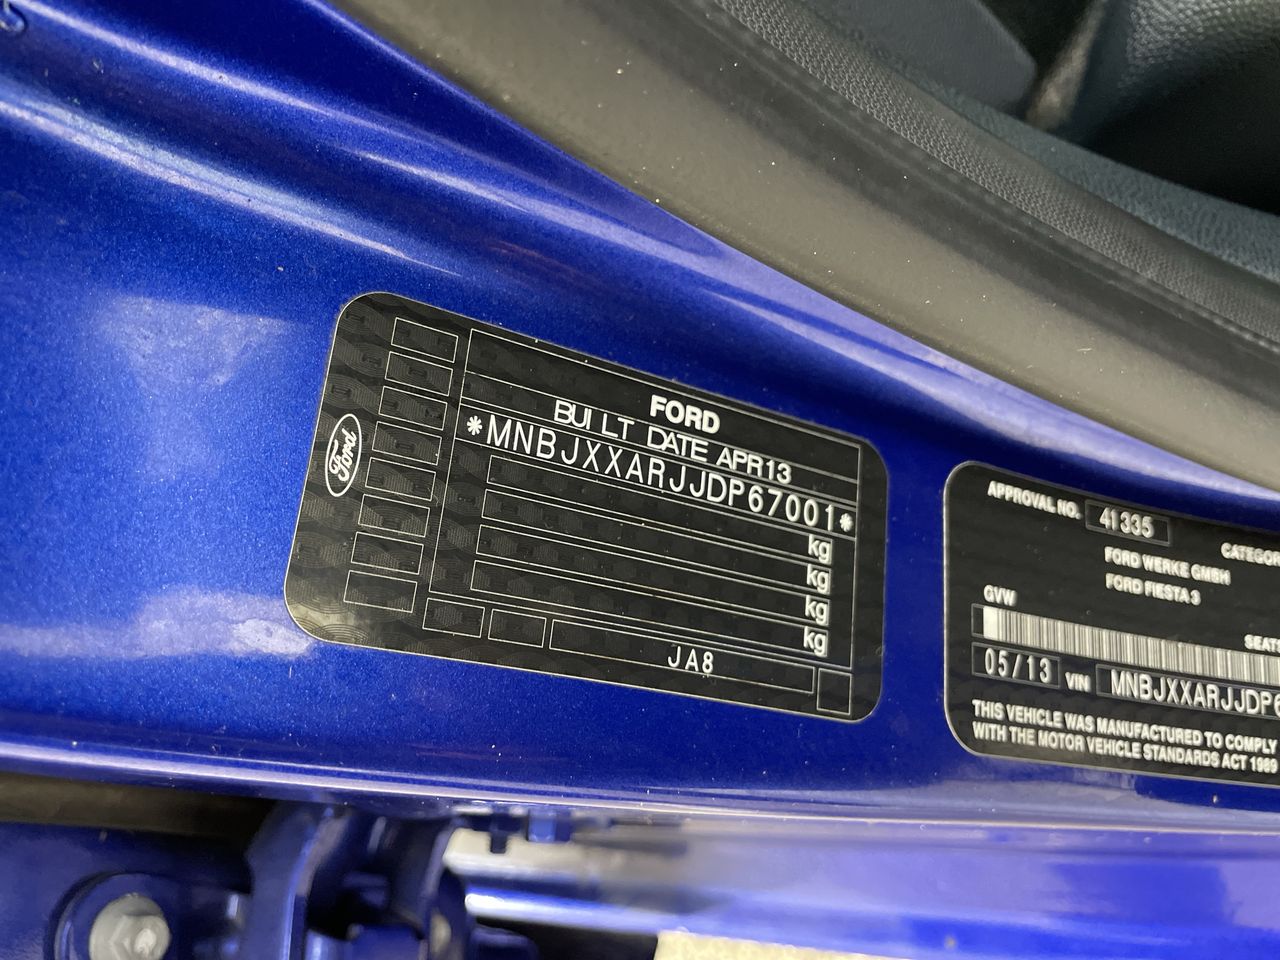 Ford
FORD
BUILT DATE APR13
*MNBJXXARJJDP67001*
kg
kg
kg
kg
JA8
APPROVAL NO. 41335
CATEGOR
FORD WERKE GMBH
FORD FIESTA 3
GVW
SEATS
05/13 VIN MNBJXXARJJDP6
THIS VEHICLE WAS MANUFACTURED TO COMPLY
WITH THE MOTOR VEHICLE STANDARDS ACT 1989